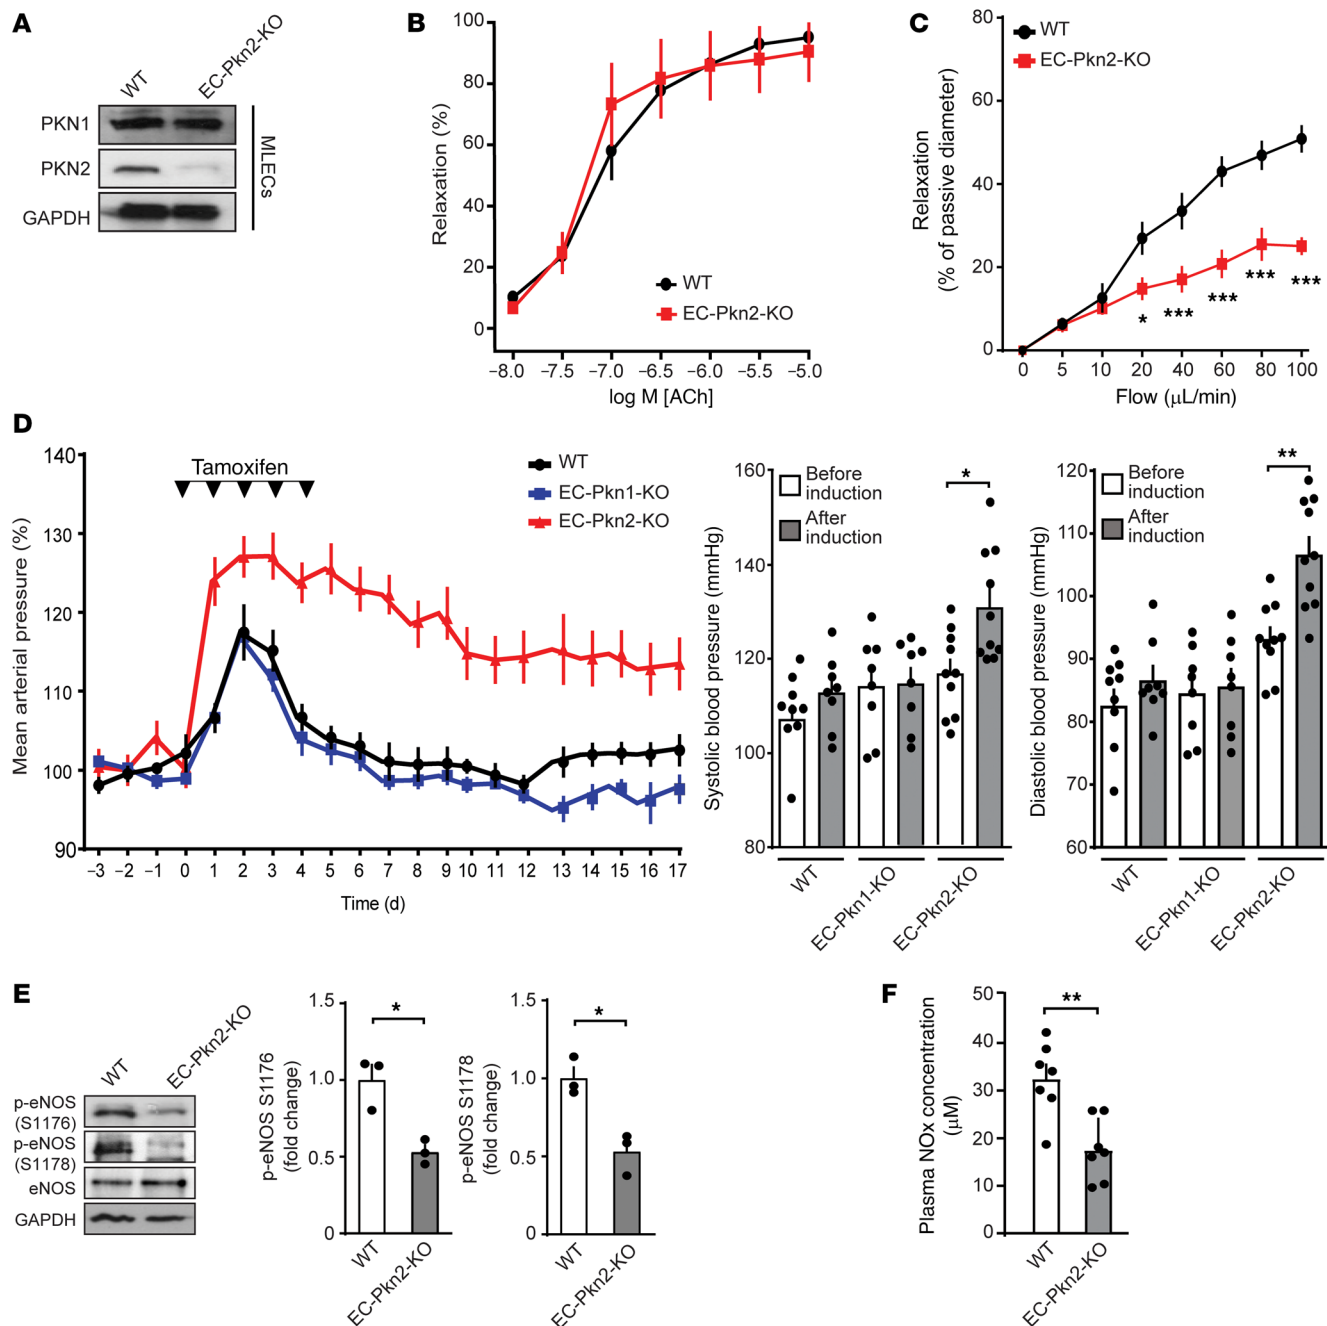 A
WT
EC-Pkn2-KO
PKN1
PKN2
GAPDH
MLECs
B
100
80
60
40
20
0
Relaxation (%)
WT
EC-Pkn2-KO
−8.0 −7.5 −7.0 −6.5 −6.0 −5.5 −5.0
log M [ACh]
C
WT
EC-Pkn2-KO
80
60
40
20
0
Relaxation
(% of passive diameter)
* *** *** *** ***
0 5 10 20 40 60 80 100
Flow (μL/min)
D
140
130
120
110
100
90
Mean arterial pressure (%)
Tamoxifen
WT
EC-Pkn1-KO
EC-Pkn2-KO
−3 −2 −1 0 1 2 3 4 5 6 7 8 9 10 11 12 13 14 15 16 17
Time (d)
160
140
120
100
80
Systolic blood pressure (mmHg)
Before
induction
After
induction
*
WT
EC-Pkn1-KO
EC-Pkn2-KO
120
110
100
90
80
70
60
Diastolic blood pressure (mmHg)
Before
induction
After
induction
**
WT
EC-Pkn1-KO
EC-Pkn2-KO
E
WT
EC-Pkn2-KO
p-eNOS
(S1176)
p-eNOS
(S1178)
eNOS
GAPDH
1.5
1.0
0.5
0
p-eNOS S1176
(fold change)
*
WT
EC-Pkn2-KO
1.5
1.0
0.5
0
p-eNOS S1178
(fold change)
*
WT
EC-Pkn2-KO
F
50
40
30
20
10
0
Plasma NOx concentration
(μM)
**
WT
EC-Pkn2-KO